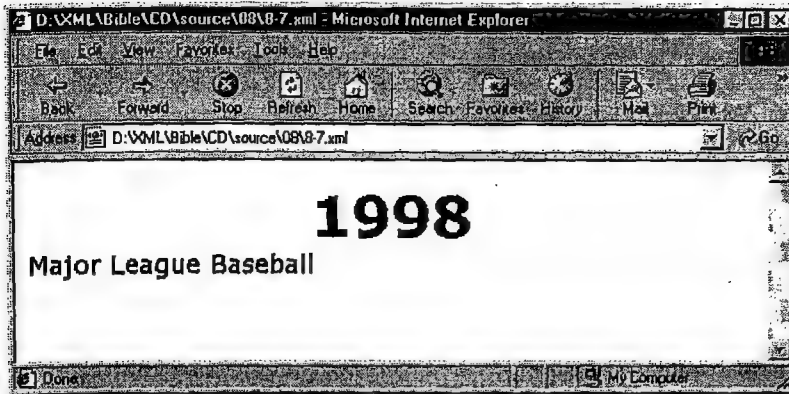 D:\XML\Bible\CD\source\08\8-7.xml - Microsoft Internet Explorer
File Edit View Favorites Tools Help
Back Forward Stop Refresh Home Search Favorites History Mail Print »
Address D:\XML\Bible\CD\source\08\8-7.xml Go
1998
Major League Baseball
Done My Computer